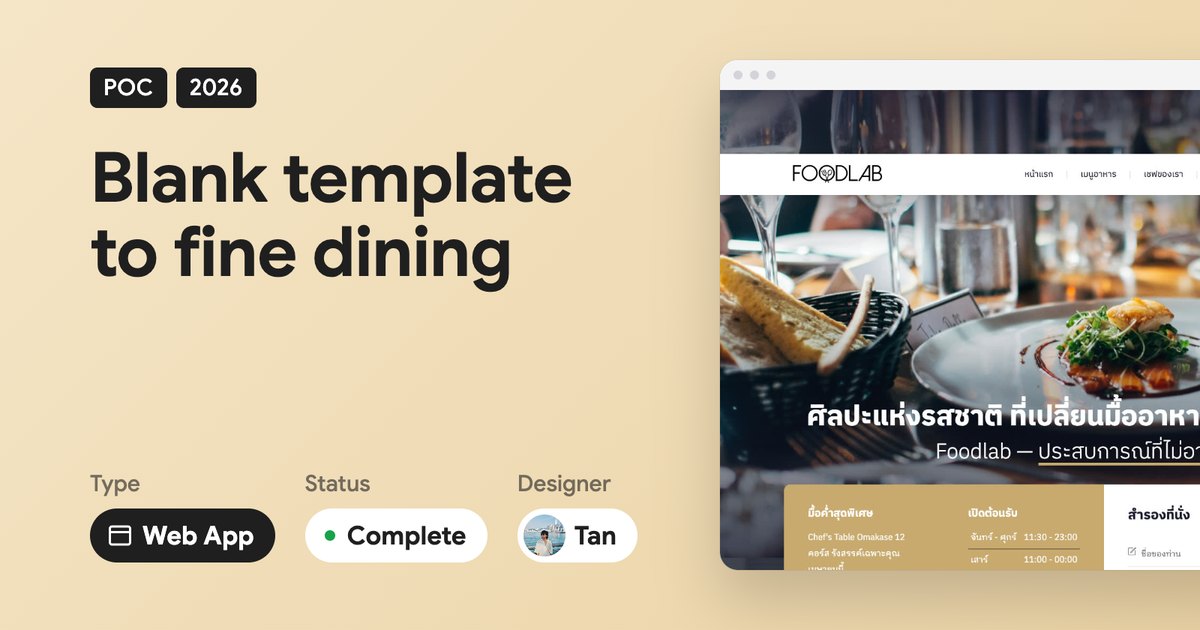 POC
2026
Blank template
to fine dining
Type
Status
Designer
Web App
Complete
Tan
FOODLAB
หน้าแรก
เมนูอาหาร
เชฟของเรา
ศิลปะแห่งรสชาติ ที่เปลี่ยนมื้ออาหา
Foodlab — ประสบการณ์ที่ไม่อา
มื้อค่ำสุดพิเศษ
Chef's Table Omakase 12
คอร์ส รังสรรค์เฉพาะคุณ
เปิดต้อนรับ
จันทร์ - ศุกร์ 11:30 - 23:00
เสาร์ 11:00 - 00:00
สำรองที่นั่ง
ชื่อของท่าน